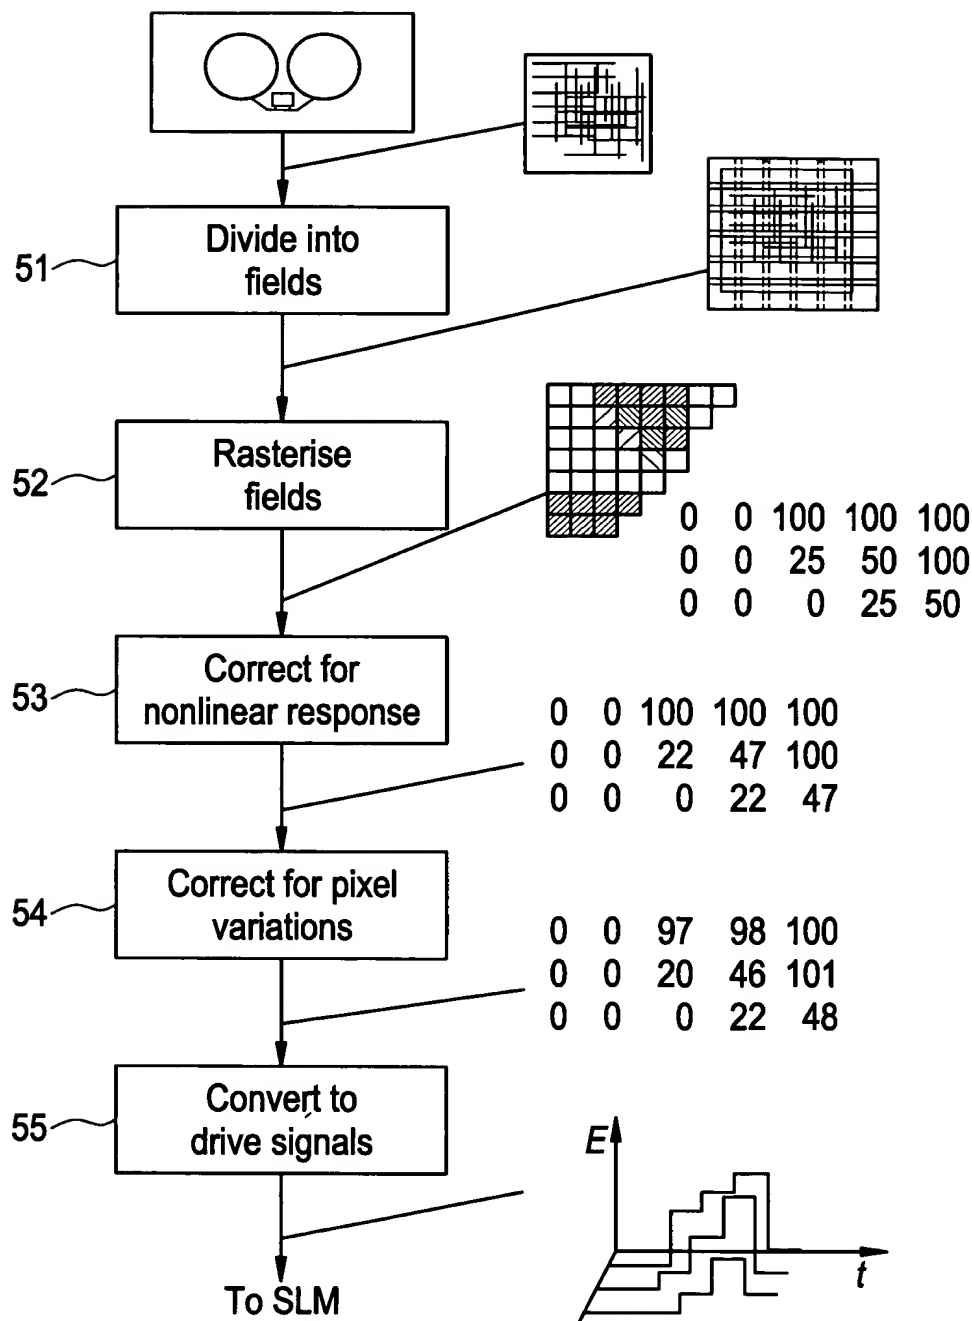 51
Divide into
fields
52
Rasterise
fields
0 0 100 100 100
0 0 25 50 100
0 0 0 25 50
53
Correct for
nonlinear response
0 0 100 100 100
0 0 22 47 100
0 0 0 22 47
54
Correct for pixel
variations
0 0 97 98 100
0 0 20 46 101
0 0 0 22 48
55
Convert to
drive signals
E
t
To SLM